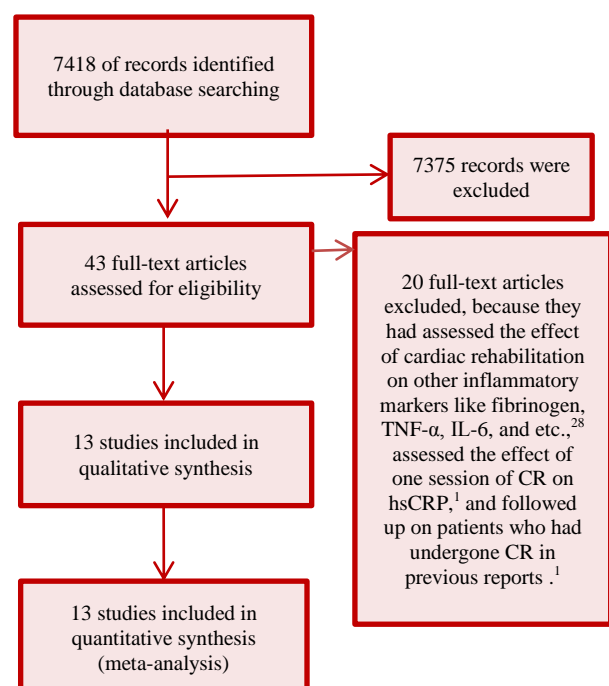 7418 of records identified
through database searching
7375 records were
excluded
43 full-text articles
assessed for eligibility
20 full-text articles
excluded, because they
had assessed the effect
of cardiac rehabilitation
on other inflammatory
markers like fibrinogen,
TNF-α, IL-6, and etc.,²⁸
assessed the effect of
one session of CR on
hsCRP,¹ and followed
up on patients who had
undergone CR in
previous reports .¹
13 studies included in
qualitative synthesis
13 studies included in
quantitative synthesis
(meta-analysis)